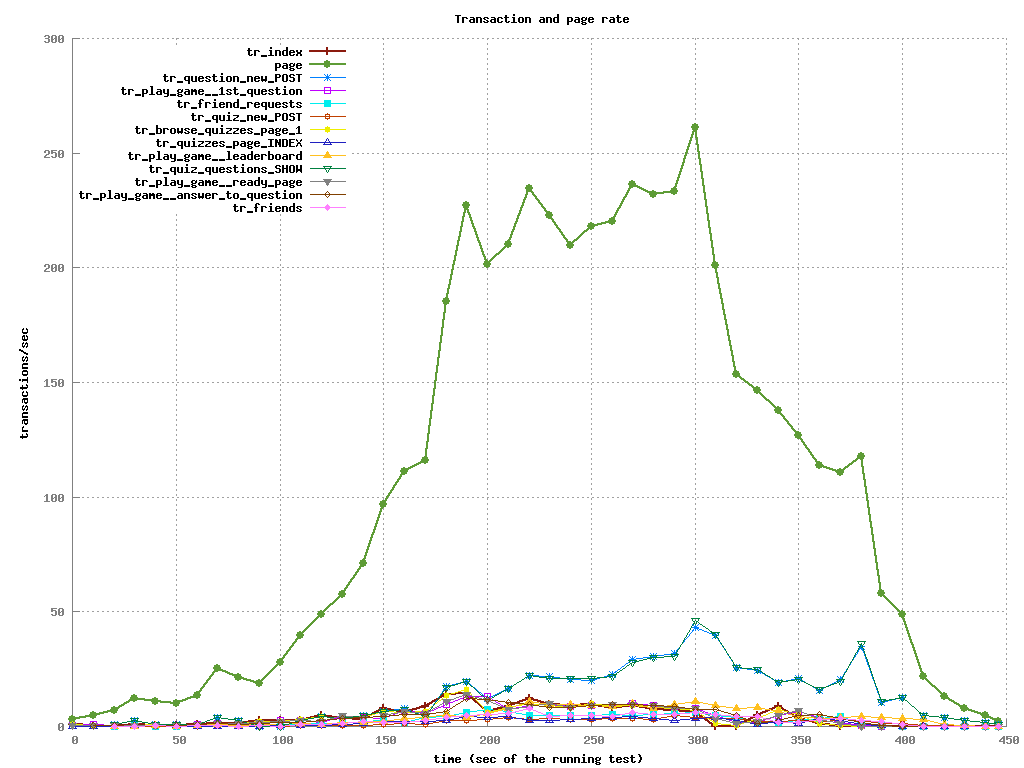 Transaction and page rate
300
250
200
150
100
50
0
transactions/sec
tr_index
page
tr_question_new_POST
tr_play_game__1st_question
tr_friend_requests
tr_quiz_new_POST
tr_browse_quizzes_page_1
tr_quizzes_page_INDEX
tr_play_game__leaderboard
tr_quiz_questions_SHOW
tr_play_game__ready_page
tr_play_game__answer_to_question
tr_friends
0 50 100 150 200 250 300 350 400 450
time (sec of the running test)